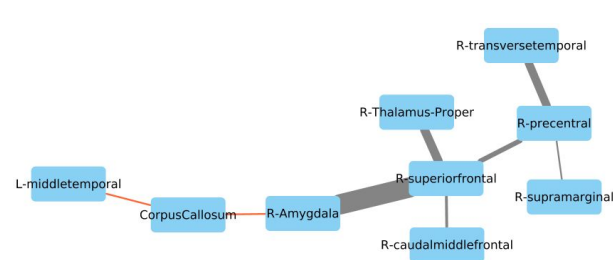 R-transversetemporal
R-Thalamus-Proper
R-precentral
R-superiorfrontal
L-middletemporal
R-supramarginal
CorpusCallosum
R-Amygdala
R-caudalmiddlefrontal